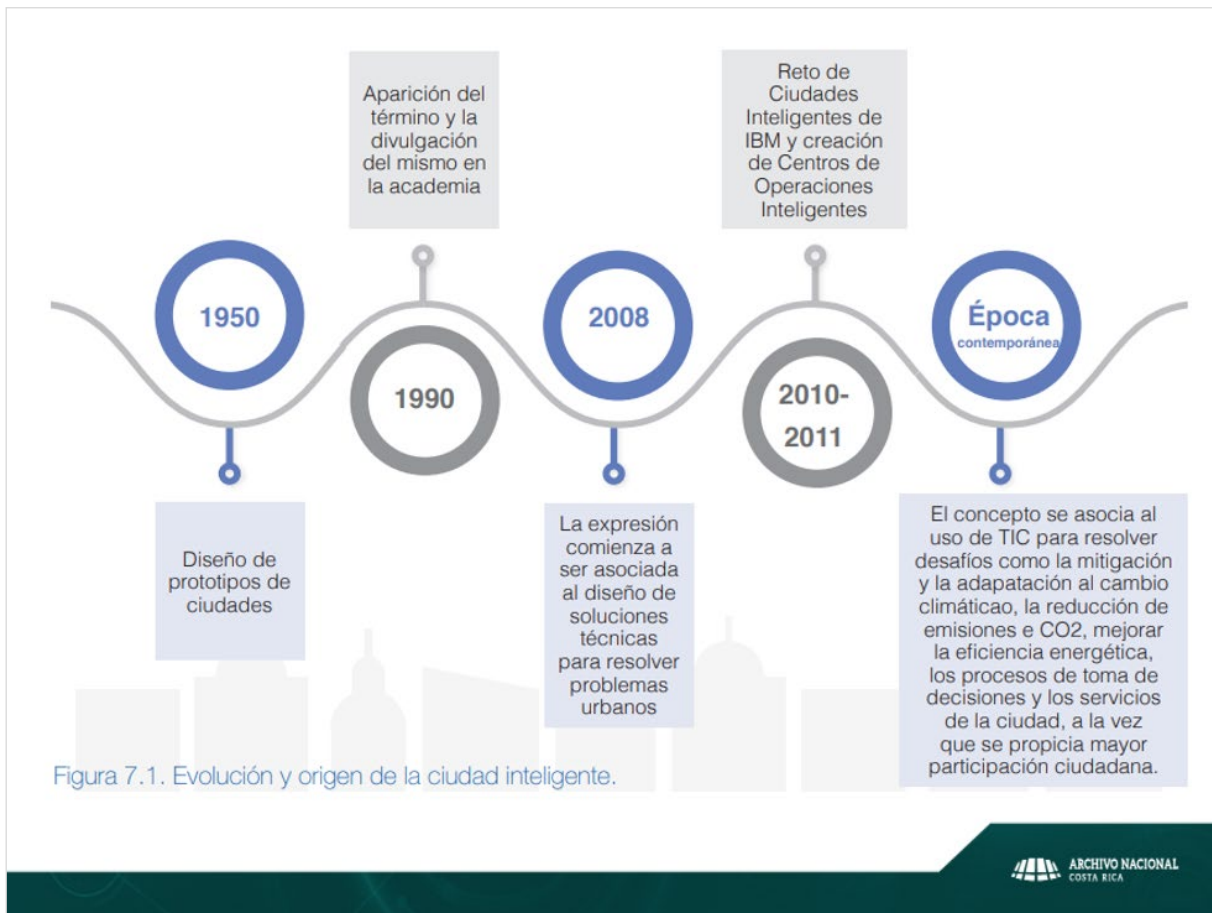 Aparición del
término y la
divulgación
del mismo en
la academia
Reto de
Ciudades
Inteligentes de
IBM y creación
de Centros de
Operaciones
Inteligentes
1950
1990
2008
2010-
2011
Época
contemporánea
Diseño de
prototipos de
ciudades
La expresión
comienza a
ser asociada
al diseño de
soluciones
técnicas
para resolver
problemas
urbanos
El concepto se asocia al
uso de TIC para resolver
desafíos como la mitigación
y la adapatación al cambio
climáticao, la reducción de
emisiones e CO2, mejorar
la eficiencia energética,
los procesos de toma de
decisiones y los servicios
de la ciudad, a la vez
que se propicia mayor
participación ciudadana.
Figura 7.1. Evolución y origen de la ciudad inteligente.
ARCHIVO NACIONAL
COSTA RICA